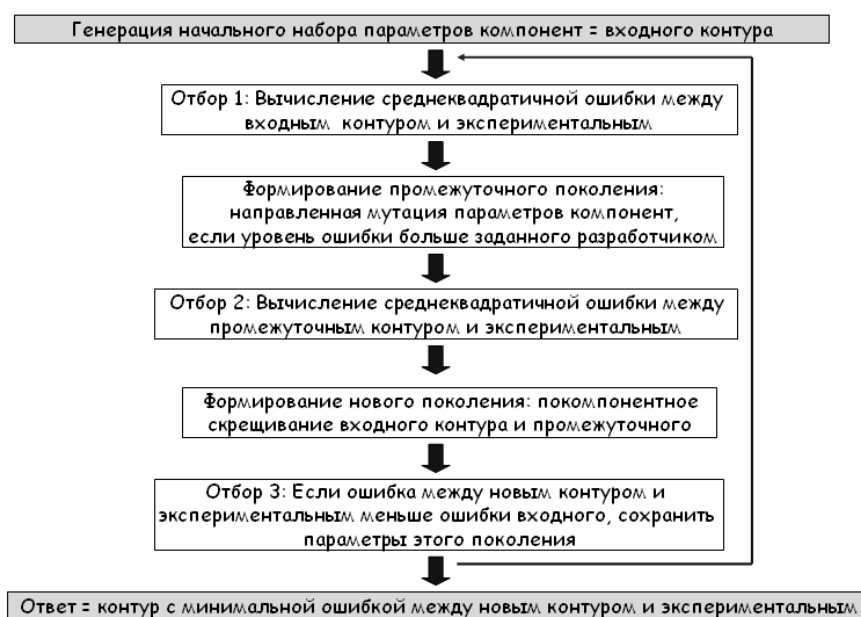 Генерация начального набора параметров компонент = входного контура
Отбор 1: Вычисление среднеквадратичной ошибки между
входным контуром и экспериментальным
Формирование промежуточного поколения:
направленная мутация параметров компонент,
если уровень ошибки больше заданного разработчиком
Отбор 2: Вычисление среднеквадратичной ошибки между
промежуточным контуром и экспериментальным
Формирование нового поколения: покомпонентное
скрещивание входного контура и промежуточного
Отбор 3: Если ошибка между новым контуром и
экспериментальным меньше ошибки входного, сохранить
параметры этого поколения
Ответ = контур с минимальной ошибкой между новым контуром и экспериментальным